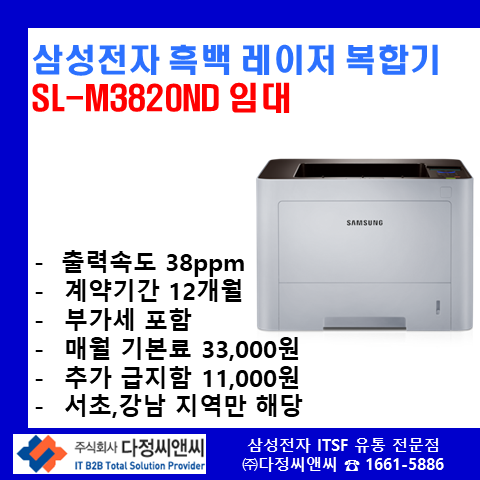 삼성전자 흑백 레이저 복합기
SL-M3820ND 임대
SAMSUNG
- 출력속도 38ppm
- 계약기간 12개월
- 부가세 포함
- 매월 기본료 33,000원
- 추가 급지함 11,000원
- 서초,강남 지역만 해당
주식회사 다정씨앤씨
IT B2B Total Solution Provider
삼성전자 ITSF 유통 전문점
㈜다정씨앤씨 ☎ 1661-5886